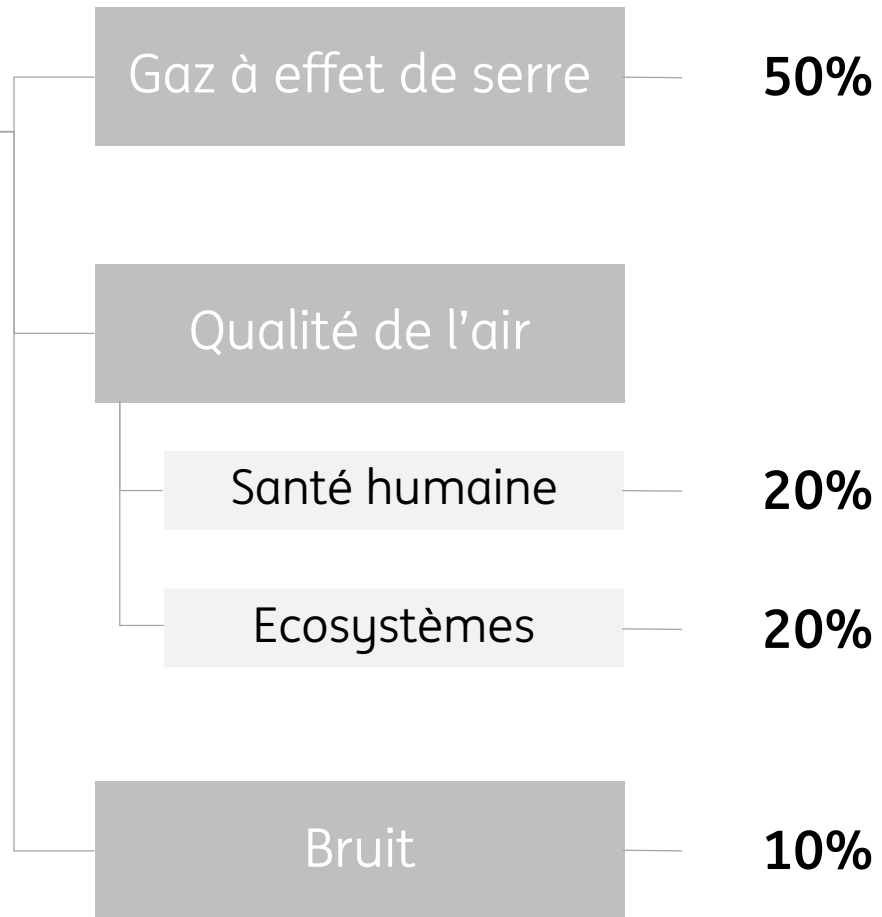 Gaz à effet de serre 50%
Qualité de l’air
Santé humaine 20%
Ecosystèmes 20%
Bruit 10%